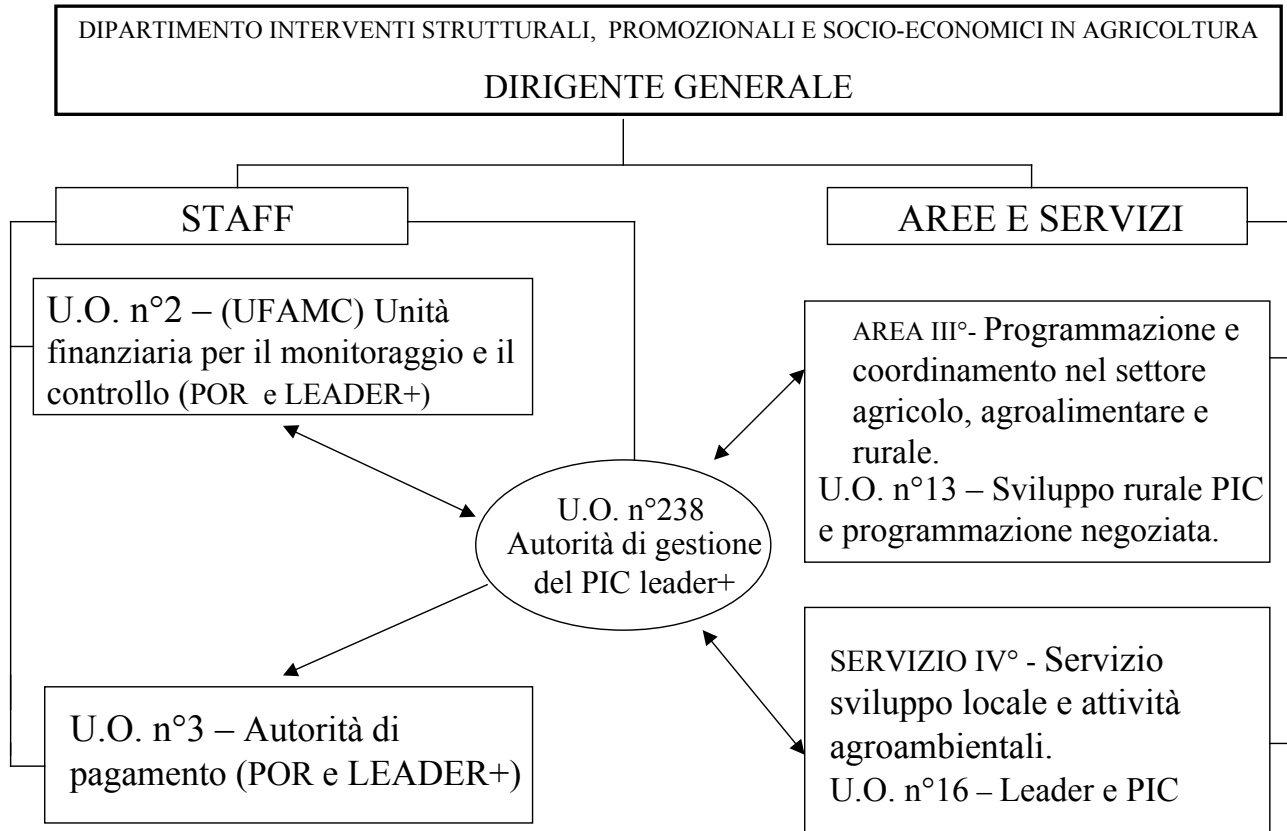 DIPARTIMENTO INTERVENTI STRUTTURALI, PROMOZIONALI E SOCIO-ECONOMICI IN AGRICOLTURA
DIRIGENTE GENERALE
STAFF
AREE E SERVIZI
U.O. n°2 – (UFAMC) Unità
finanziaria per il monitoraggio e il
controllo (POR e LEADER+)
AREA III°- Programmazione e
coordinamento nel settore
agricolo, agroalimentare e
rurale.
U.O. n°13 – Sviluppo rurale PIC
e programmazione negoziata.
U.O. n°238
Autorità di gestione
del PIC leader+
U.O. n°3 – Autorità di
pagamento (POR e LEADER+)
SERVIZIO IV° - Servizio
sviluppo locale e attività
agroambientali.
U.O. n°16 – Leader e PIC